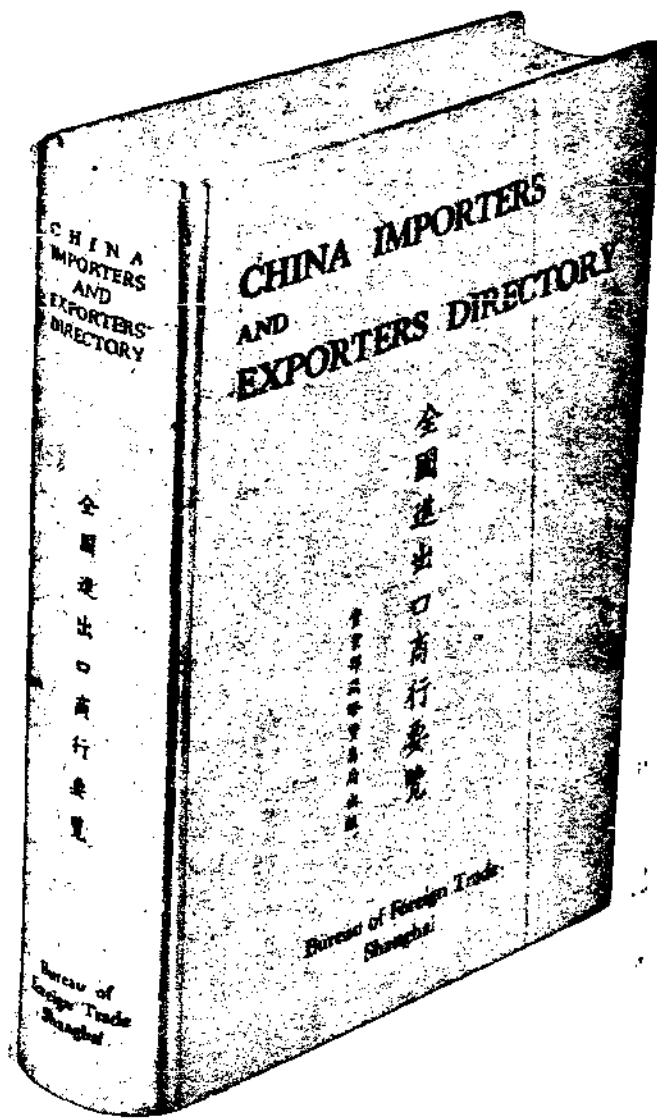 CHINA
IMPORTERS
AND
EXPORTERS
DIRECTORY
全國進出口商行要覽
Bureau of
Foreign Trade
Shanghai
CHINA IMPORTERS
AND
EXPORTERS DIRECTORY
全國進出口商行要覽
Bureau of Foreign Trade
Shanghai